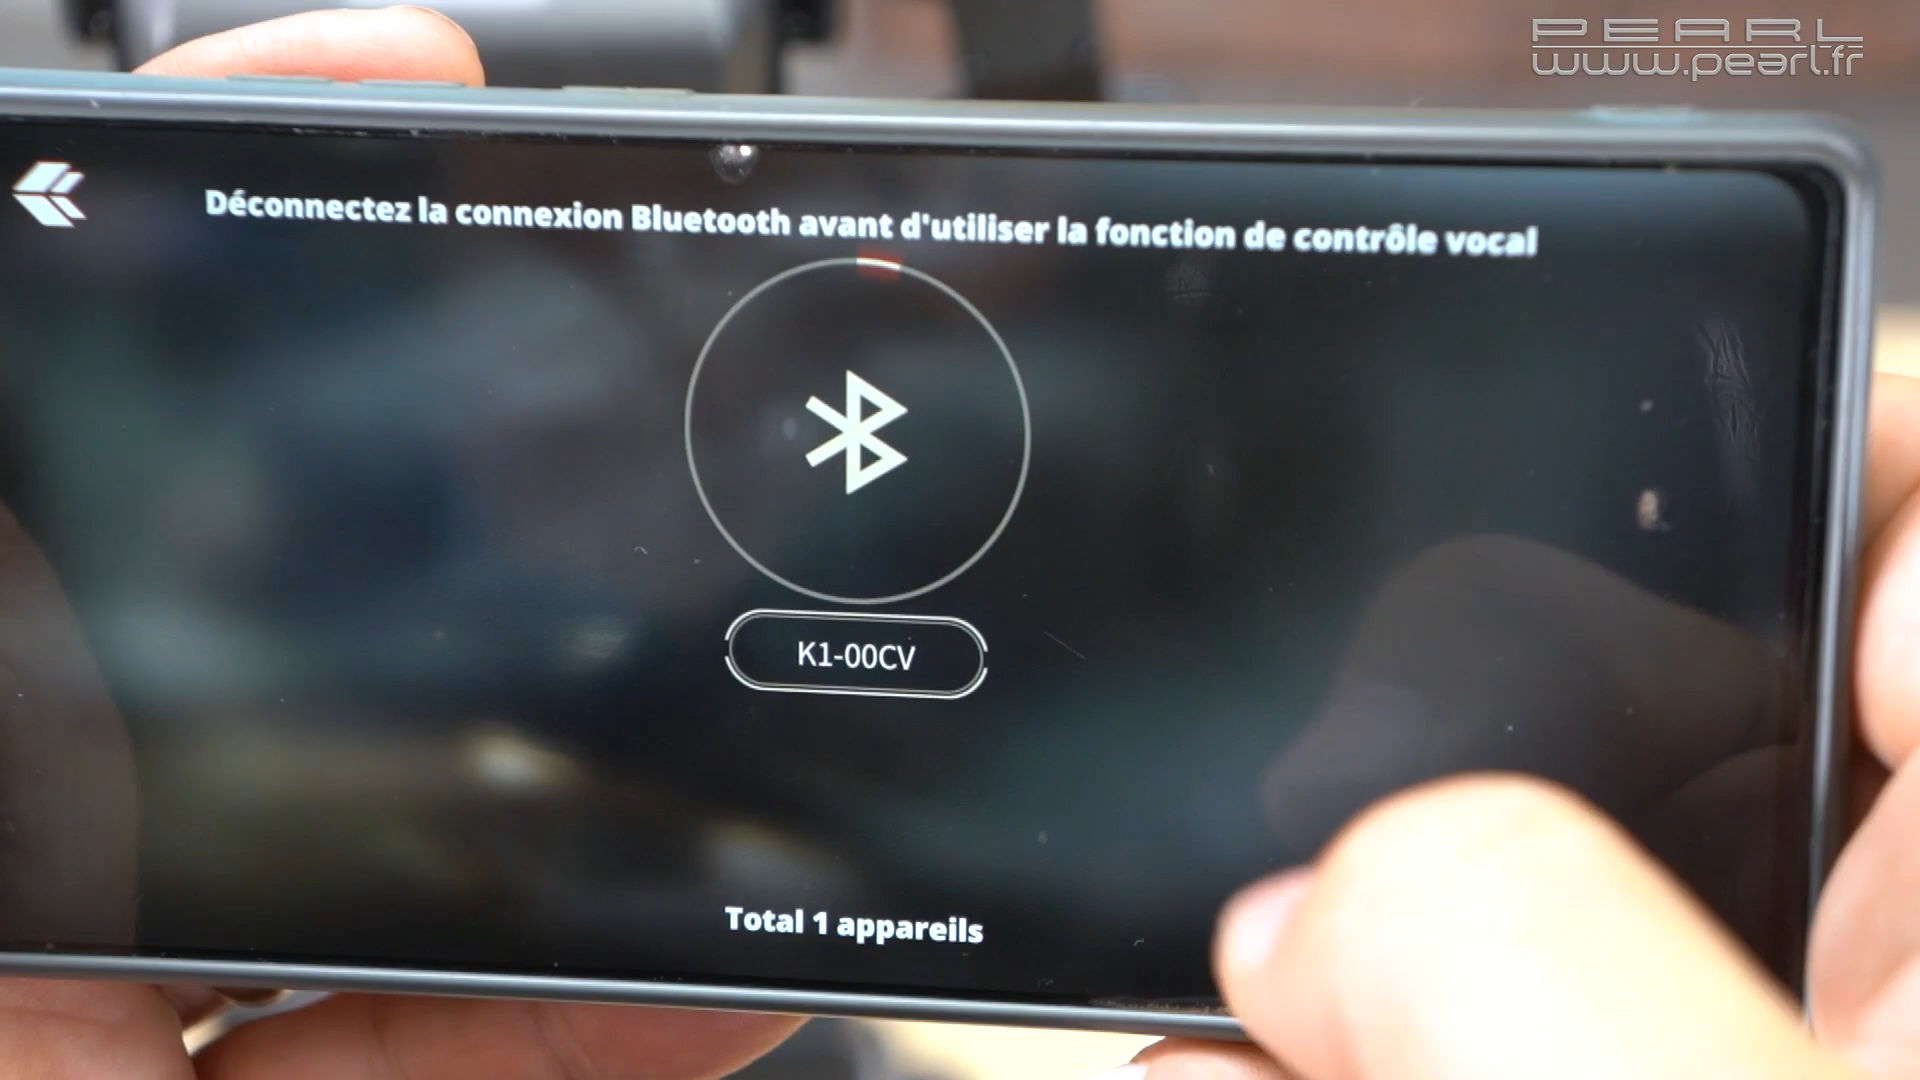 PEARL
www.pearl.fr
Déconnectez la connexion Bluetooth avant d'utiliser la fonction de contrôle vocal
K1-00CV
Total 1 appareils